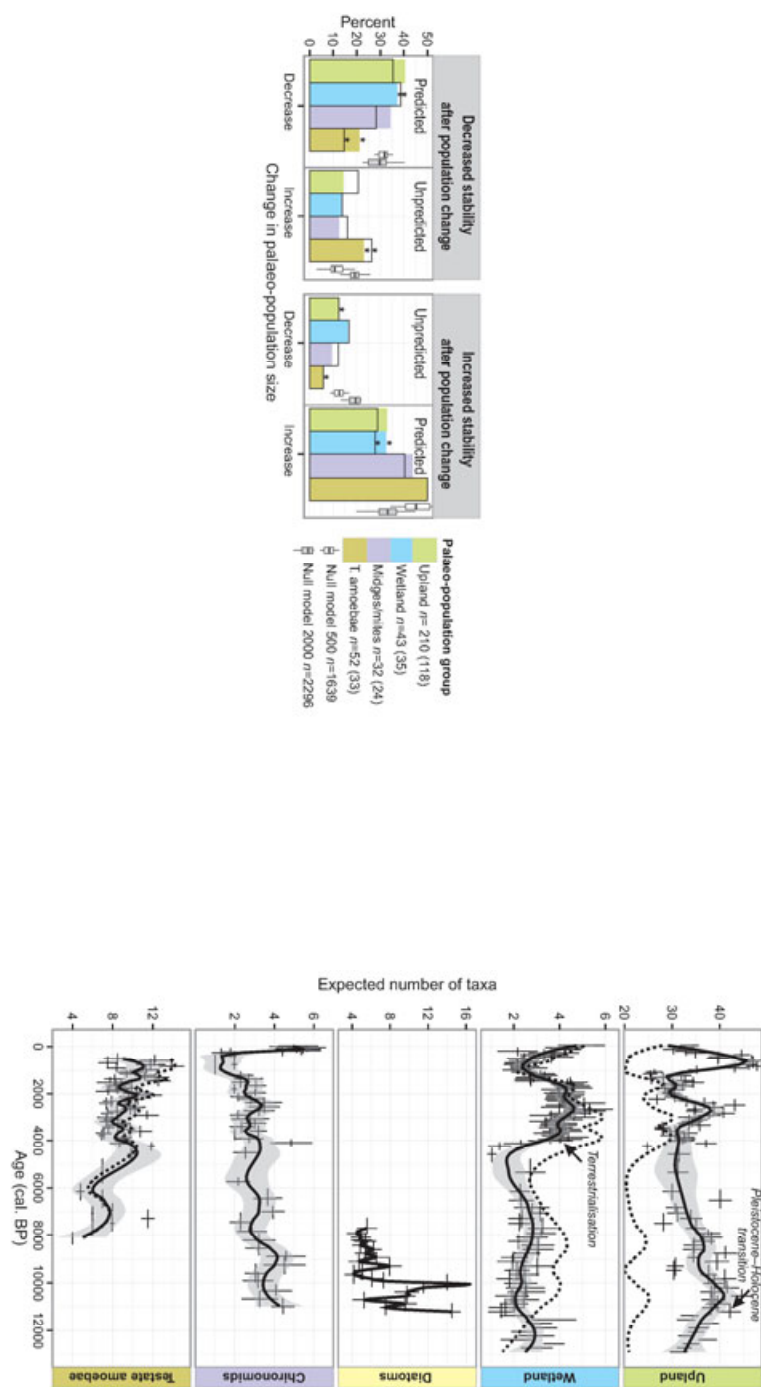 Decreased stability
after population change
Increased stability
after population change
Predicted
Unpredicted
Unpredicted
Predicted
Percent
0 10 20 30 40 50
Decrease
Increase
Decrease
Increase
Change in palaeo-population size
Palaeo-population group
Upland n= 210 (118)
Wetland n=43 (35)
Midges/miles n=32 (24)
T. amoebae n=52 (33)
Null model 500 n=1639
Null model 2000 n=2296
Pleistocene–Holocene
transition
Upland
20 30 40
Terrestrialisation
Wetland
2 4 6
Diatoms
4 8 12 16
Chironomids
2 4 6
Testate amoebae
4 8 12
Expected number of taxa
0 2000 4000 6000 8000 10000 12000
Age (cal. BP)